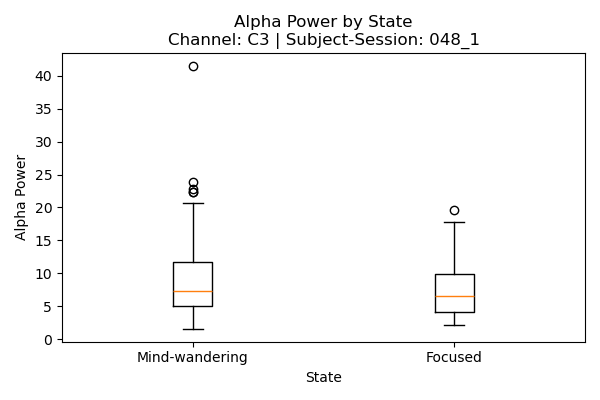 Alpha Power by State
Channel: C3 | Subject-Session: 048_1
Alpha Power
40
35
30
25
20
15
10
5
0
Mind-wandering
Focused
State